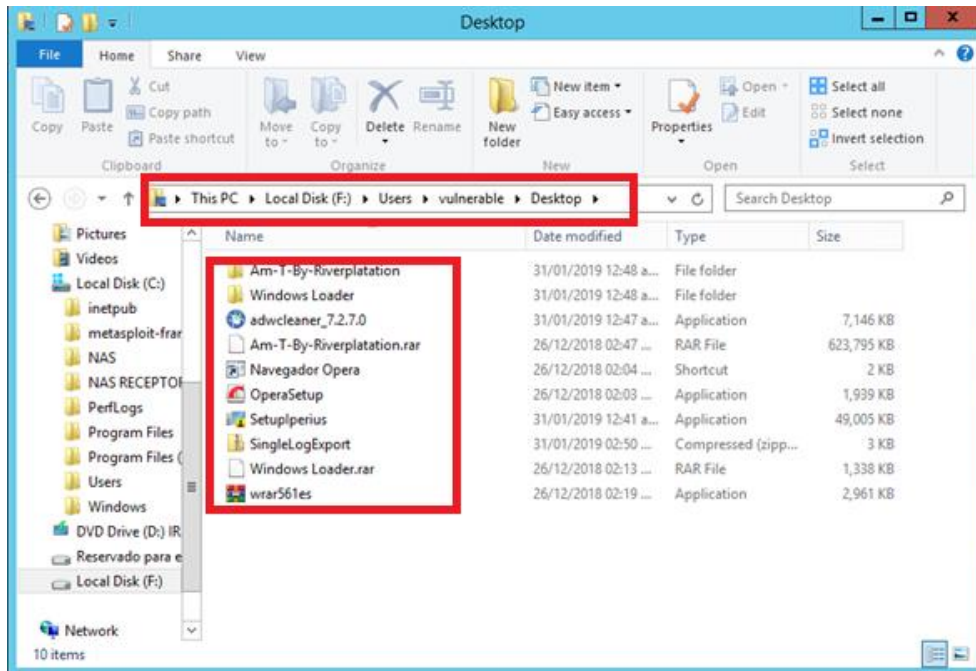 Desktop
File Home Share View
Copy
Paste
Cut
Copy path
Paste shortcut
Clipboard
Move to
Copy to
Delete
Rename
Organize
New folder
New item
Easy access
New
Properties
Open
Edit
Open
Select all
Select none
Invert selection
Select
This PC Local Disk (F:) Users vulnerable Desktop
Search Desktop
Pictures
Videos
Local Disk (C:)
inetpub
metasploit-frar
NAS
NAS RECEPTOR
PerfLogs
Program Files
Program Files (
Users
Windows
DVD Drive (D:) IR
Reservado para e
Local Disk (F:)
Network
Name Date modified Type Size
Am-T-By-Riverplatation 31/01/2019 12:48 a... File folder
Windows Loader 31/01/2019 12:48 a... File folder
adwcleaner_7.2.7.0 31/01/2019 12:47 a... Application 7,146 KB
Am-T-By-Riverplatation.rar 26/12/2018 02:47 ... RAR File 623,795 KB
Navegador Opera 26/12/2018 02:04 ... Shortcut 2 KB
OperaSetup 26/12/2018 02:03 ... Application 1,939 KB
SetupIperius 31/01/2019 12:41 a... Application 49,005 KB
SingleLogExport 31/01/2019 02:50 ... Compressed (zipp... 3 KB
Windows Loader.rar 26/12/2018 02:13 ... RAR File 1,338 KB
wrar561es 26/12/2018 02:19 ... Application 2,961 KB
10 items